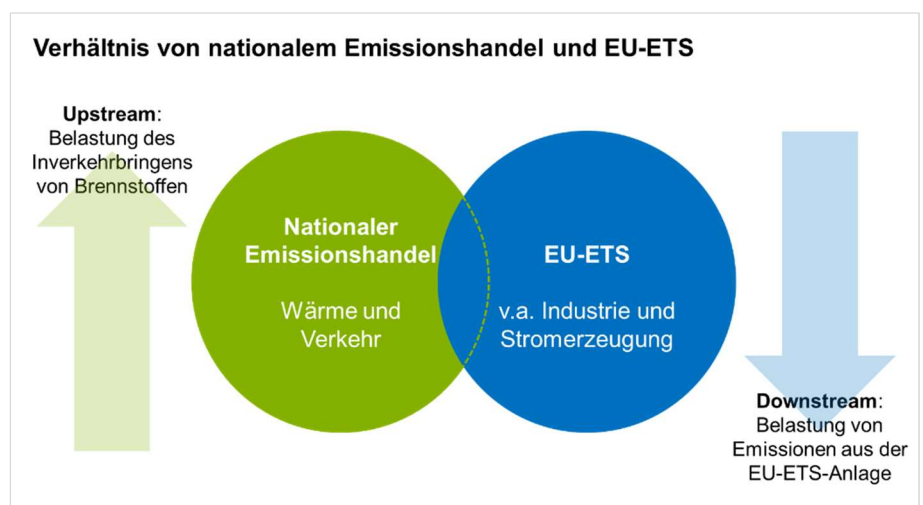 Verhältnis von nationalem Emissionshandel und EU-ETS
Upstream:
Belastung des
Inverkehrbringens
von Brennstoffen
Nationaler
Emissionshandel
Wärme und
Verkehr
EU-ETS
v.a. Industrie und
Stromerzeugung
Downstream:
Belastung von
Emissionen aus der
EU-ETS-Anlage